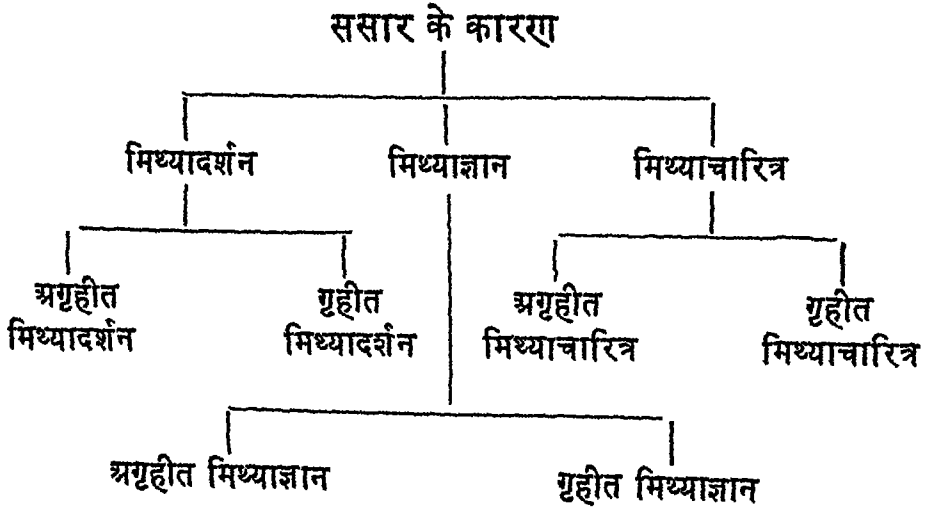 ससार के कारण
मिथ्यादर्शन मिथ्याज्ञान मिथ्याचारित्र
अगृहीत गृहीत अगृहीत गृहीत
मिथ्यादर्शन मिथ्यादर्शन मिथ्याचारित्र मिथ्याचारित्र
अगृहीत मिथ्याज्ञान गृहीत मिथ्याज्ञान